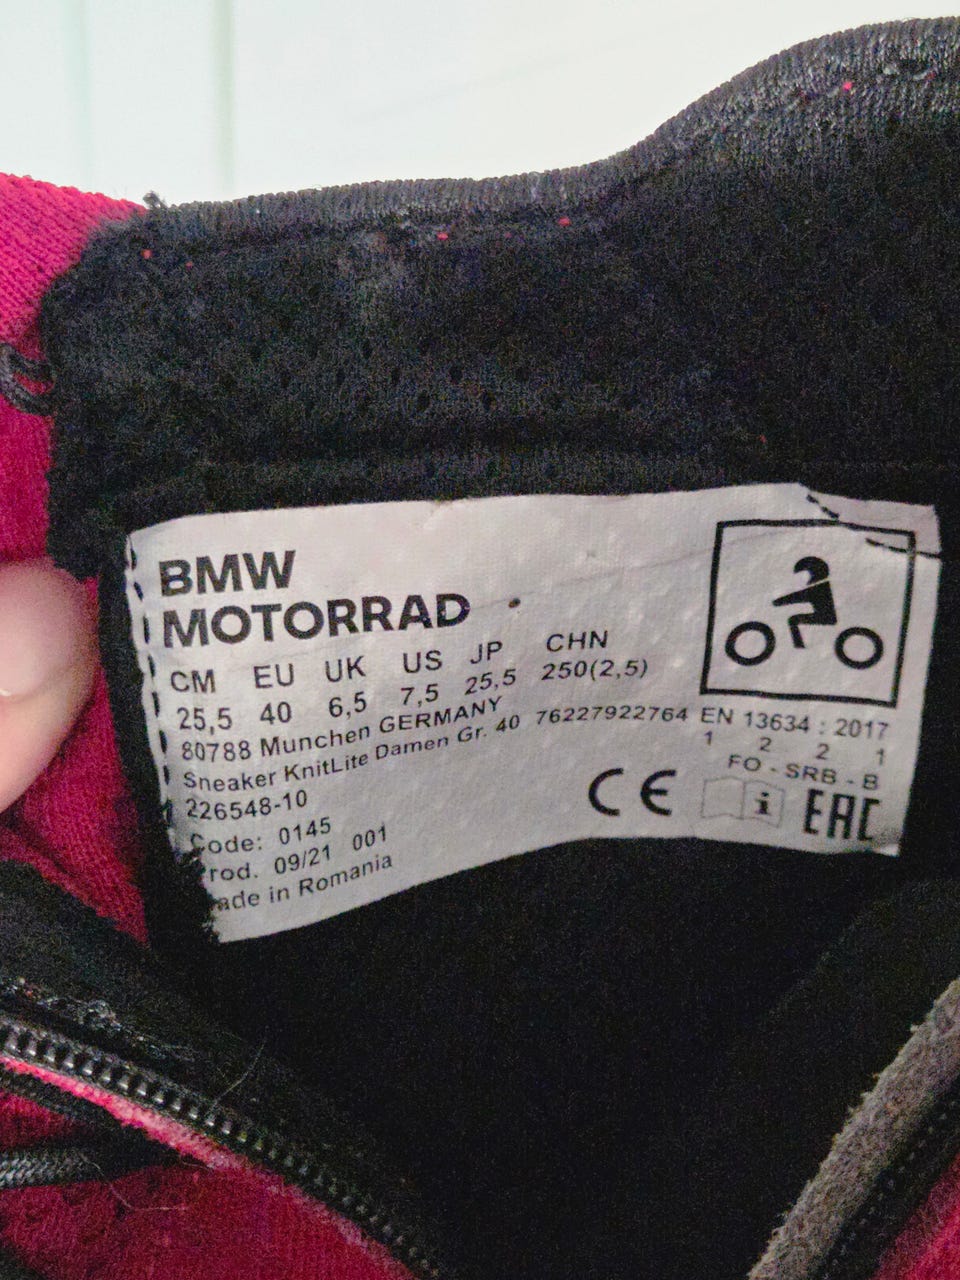 BMW
MOTORRAD
CM EU UK US JP CHN
25,5 40 6,5 7,5 25,5 250(2,5)
80788 Munchen GERMANY
Sneaker KnitLite Damen Gr. 40 76227922764
226548-10
Code: 0145
rod. 09/21 001
ade in Romania
EN 13634 : 2017
1 2 2 1
FO - SRB - B
CE i EAC